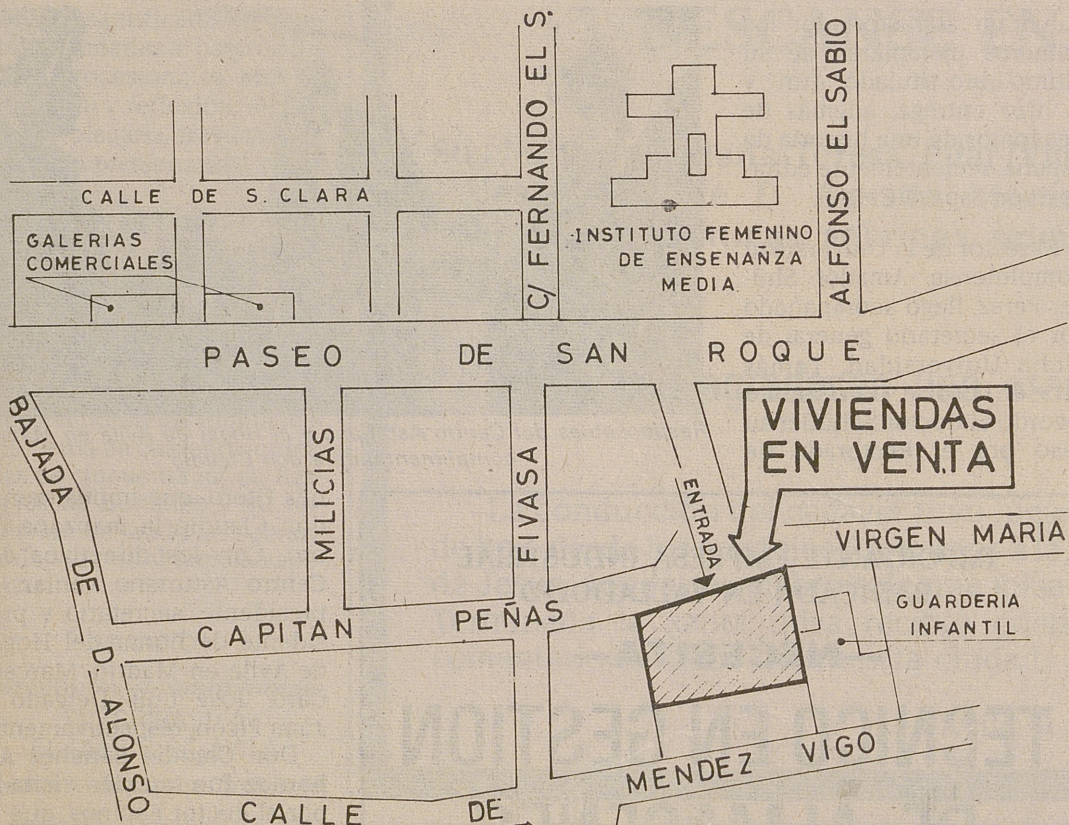 C/ FERNANDO EL S.
ALFONSO EL SABIO
CALLE DE S. CLARA
GALERIAS
COMERCIALES
INSTITUTO FEMENINO
DE ENSEÑANZA
MEDIA
PASEO DE SAN ROQUE
BAJADA DE D. ALONSO
MILICIAS
FIVASA
ENTRADA
VIVIENDAS
EN VENTA
VIRGEN MARIA
CAPITAN PEÑAS
GUARDERIA
INFANTIL
MENDEZ VIGO
CALLE DE